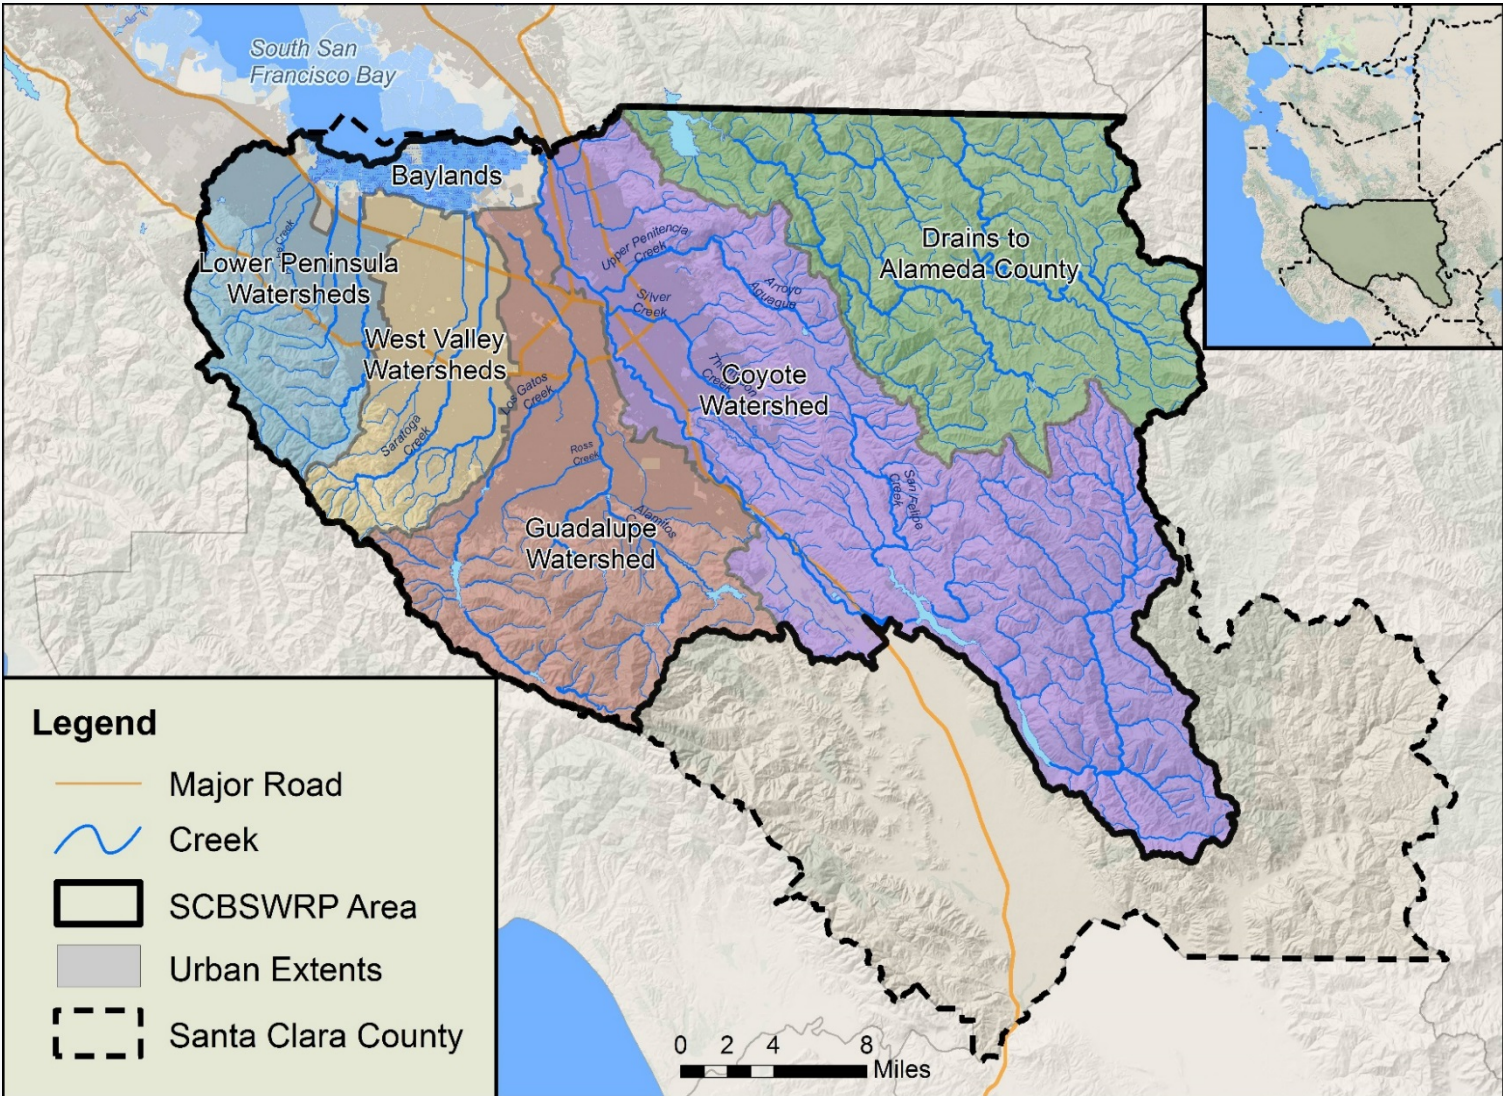 South San
Francisco Bay
Baylands
Lower Peninsula
Watersheds
West Valley
Watersheds
Saratoga
Creek
Los Gatos
Creek
Ross
Creek
Alamitos
Guadalupe
Watershed
Upper Penitencia
Creek
Silver
Creek
Arroyo
Aguague
Thompson
Creek
Coyote
Watershed
San Felipe
Creek
Drains to
Alameda County
Legend
Major Road
Creek
SCBSWRP Area
Urban Extents
Santa Clara County
0 2 4 8
Miles